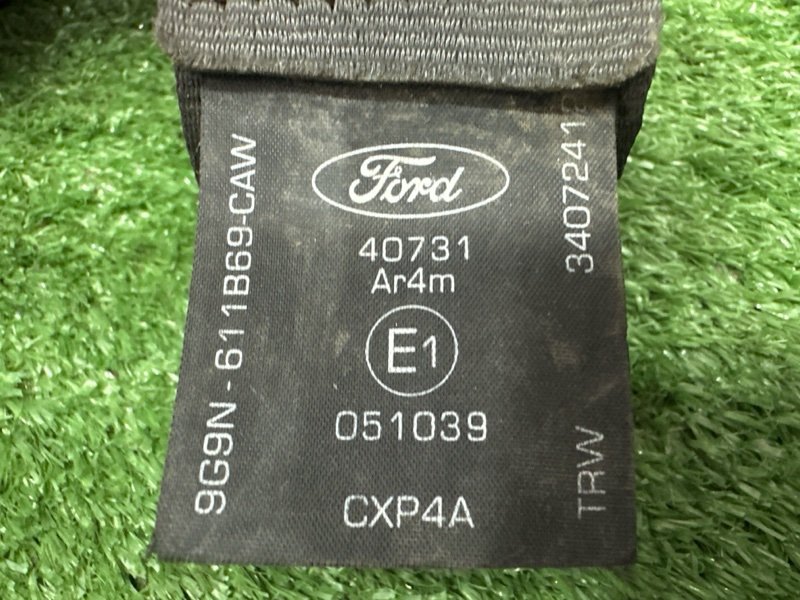 Ford
40731
Ar4m
E1
051039
CXP4A
9G9N-611B69-CAW
3407241
TRW